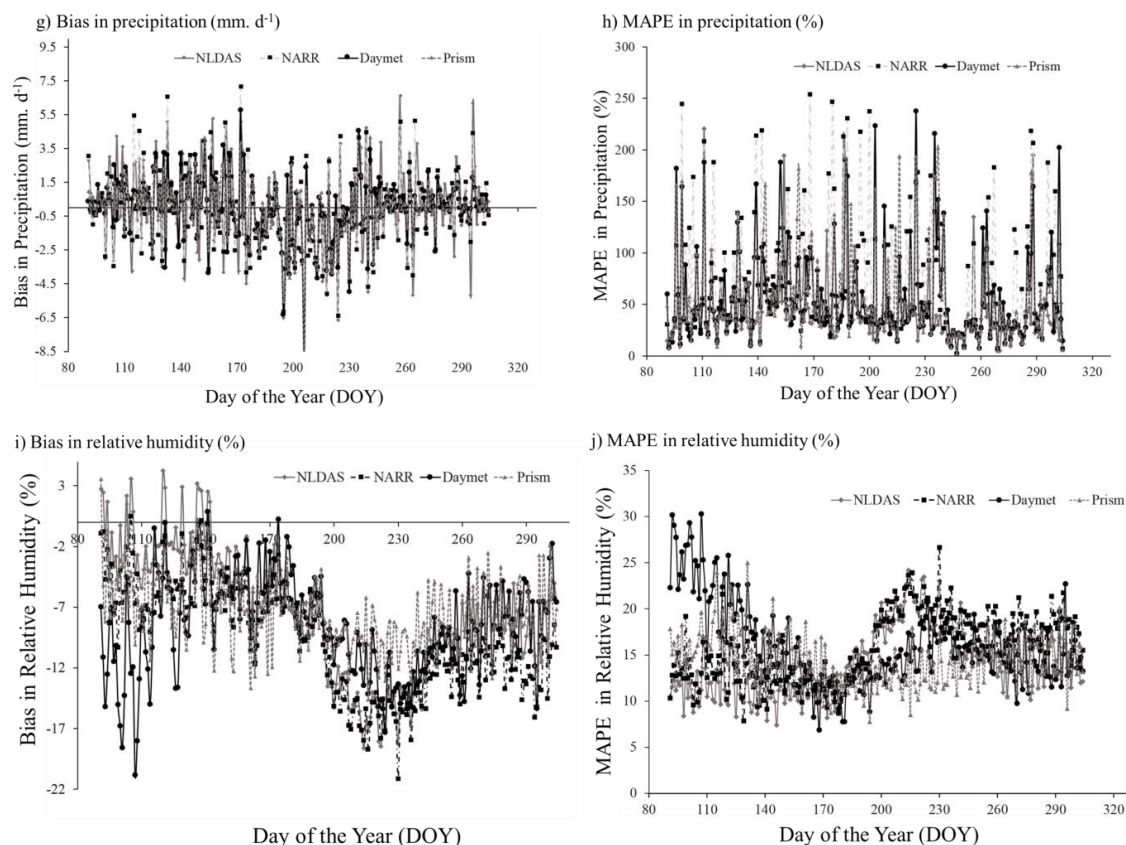 g) Bias in precipitation (mm. d-1)
NLDAS NARR Daymet Prism
9.5
7.5
5.5
3.5
1.5
-0.5
-2.5
-4.5
-6.5
-8.5
Bias in Precipitation (mm. d-1)
80 110 140 170 200 230 260 290 320
Day of the Year (DOY)
h) MAPE in precipitation (%)
NLDAS NARR Daymet Prism
300
250
200
150
100
50
0
MAPE in Precipitation (%)
80 110 140 170 200 230 260 290 320
Day of the Year (DOY)
i) Bias in relative humidity (%)
NLDAS NARR Daymet Prism
3
-2
-7
-12
-17
-22
Bias in Relative Humidity (%)
80 110 140 170 200 230 260 290
Day of the Year (DOY)
j) MAPE in relative humidity (%)
NLDAS NARR Daymet Prism
35
30
25
20
15
10
5
0
MAPE in Relative Humidity (%)
80 110 140 170 200 230 260 290 320
Day of the Year (DOY)